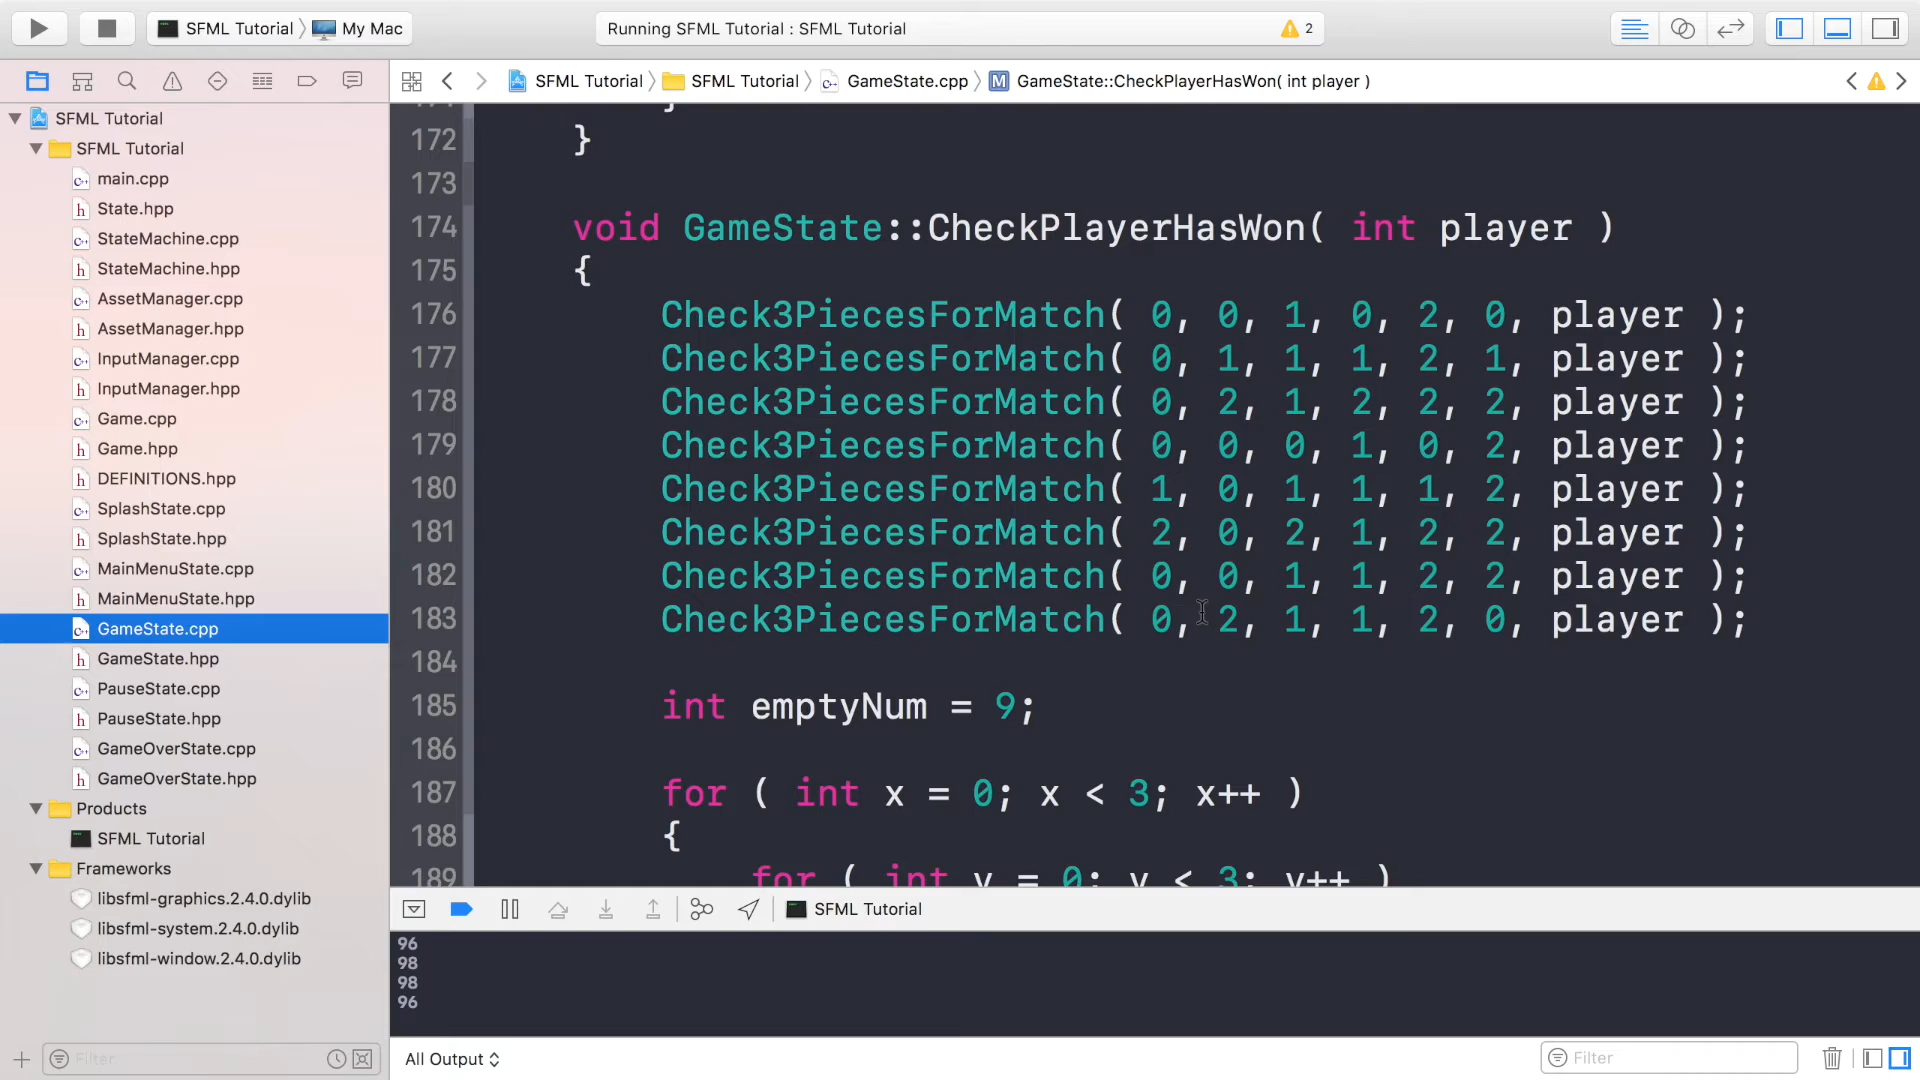 SFML Tutorial My Mac
Running SFML Tutorial : SFML Tutorial 2
SFML Tutorial SFML Tutorial GameState.cpp M GameState::CheckPlayerHasWon( int player )
SFML Tutorial
SFML Tutorial
main.cpp
State.hpp
StateMachine.cpp
StateMachine.hpp
AssetManager.cpp
AssetManager.hpp
InputManager.cpp
InputManager.hpp
Game.cpp
Game.hpp
DEFINITIONS.hpp
SplashState.cpp
SplashState.hpp
MainMenuState.cpp
MainMenuState.hpp
GameState.cpp
GameState.hpp
PauseState.cpp
PauseState.hpp
GameOverState.cpp
GameOverState.hpp
Products
SFML Tutorial
Frameworks
libsfml-graphics.2.4.0.dylib
libsfml-system.2.4.0.dylib
libsfml-window.2.4.0.dylib
Filter
172 }
173
174 void GameState::CheckPlayerHasWon( int player )
175 {
176 Check3PiecesForMatch( 0, 0, 1, 0, 2, 0, player );
177 Check3PiecesForMatch( 0, 1, 1, 1, 2, 1, player );
178 Check3PiecesForMatch( 0, 2, 1, 2, 2, 2, player );
179 Check3PiecesForMatch( 0, 0, 0, 1, 0, 2, player );
180 Check3PiecesForMatch( 1, 0, 1, 1, 1, 2, player );
181 Check3PiecesForMatch( 2, 0, 2, 1, 2, 2, player );
182 Check3PiecesForMatch( 0, 0, 1, 1, 2, 2, player );
183 Check3PiecesForMatch( 0, 2, 1, 1, 2, 0, player );
184
185 int emptyNum = 9;
186
187 for ( int x = 0; x < 3; x++ )
188 {
189 for ( int y = 0; y < 3; y++ )
SFML Tutorial
96
98
98
96
All Output
Filter